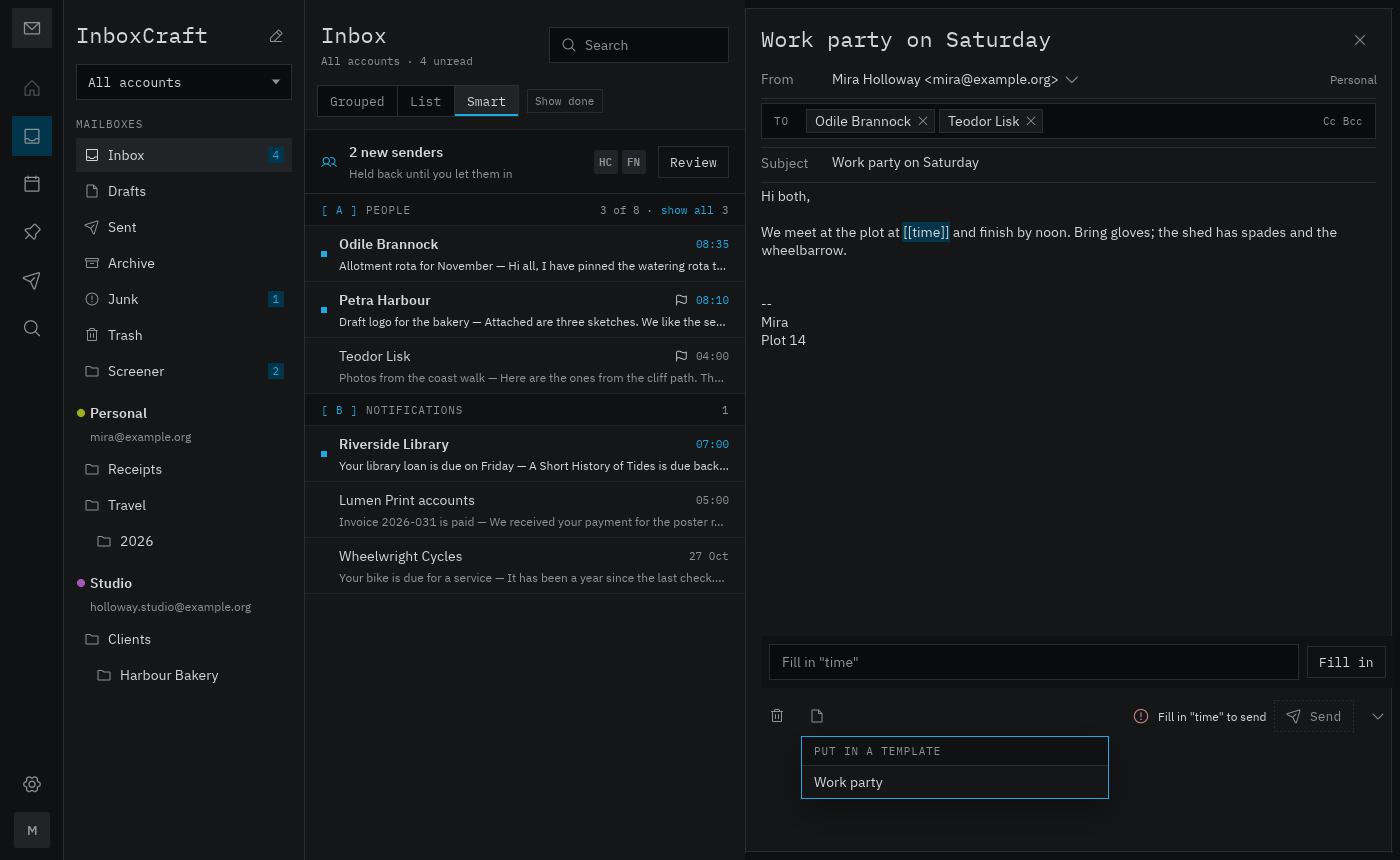 InboxCraft
All accounts
MAILBOXES
Inbox 4
Drafts
Sent
Archive
Junk 1
Trash
Screener 2
Personal
mira@example.org
Receipts
Travel
2026
Studio
holloway.studio@example.org
Clients
Harbour Bakery
M
Inbox
All accounts · 4 unread
Search
Grouped List Smart Show done
2 new senders
Held back until you let them in
HC FN Review
[ A ] PEOPLE 3 of 8 · show all 3
Odile Brannock 08:35
Allotment rota for November — Hi all, I have pinned the watering rota t…
Petra Harbour 08:10
Draft logo for the bakery — Attached are three sketches. We like the se…
Teodor Lisk 04:00
Photos from the coast walk — Here are the ones from the cliff path. Th…
[ B ] NOTIFICATIONS 1
Riverside Library 07:00
Your library loan is due on Friday — A Short History of Tides is due back…
Lumen Print accounts 05:00
Invoice 2026-031 is paid — We received your payment for the poster r…
Wheelwright Cycles 27 Oct
Your bike is due for a service — It has been a year since the last check.…
Work party on Saturday
From Mira Holloway <mira@example.org> Personal
TO Odile Brannock Teodor Lisk Cc Bcc
Subject Work party on Saturday
Hi both,
We meet at the plot at [[time]] and finish by noon. Bring gloves; the shed has spades and the
wheelbarrow.
--
Mira
Plot 14
Fill in "time" Fill in
Fill in "time" to send Send
PUT IN A TEMPLATE
Work party